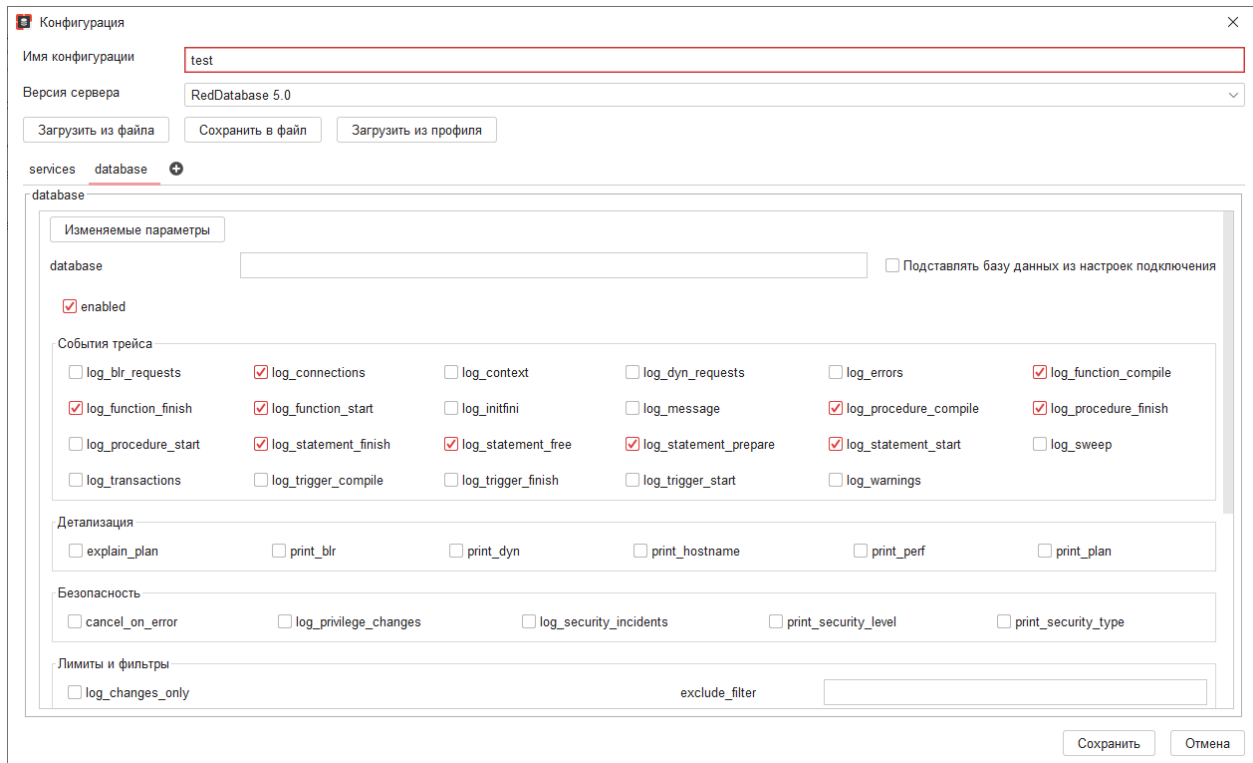 Конфигурация
Имя конфигурации test
Версия сервера RedDatabase 5.0
Загрузить из файла Сохранить в файл Загрузить из профиля
services database
database
Изменяемые параметры
database Подставлять базу данных из настроек подключения
enabled
События трейса
log_blr_requests log_connections log_context log_dyn_requests log_errors log_function_compile
log_function_finish log_function_start log_initfini log_message log_procedure_compile log_procedure_finish
log_procedure_start log_statement_finish log_statement_free log_statement_prepare log_statement_start log_sweep
log_transactions log_trigger_compile log_trigger_finish log_trigger_start log_warnings
Детализация
explain_plan print_blr print_dyn print_hostname print_perf print_plan
Безопасность
cancel_on_error log_privilege_changes log_security_incidents print_security_level print_security_type
Лимиты и фильтры
log_changes_only exclude_filter
Сохранить Отмена